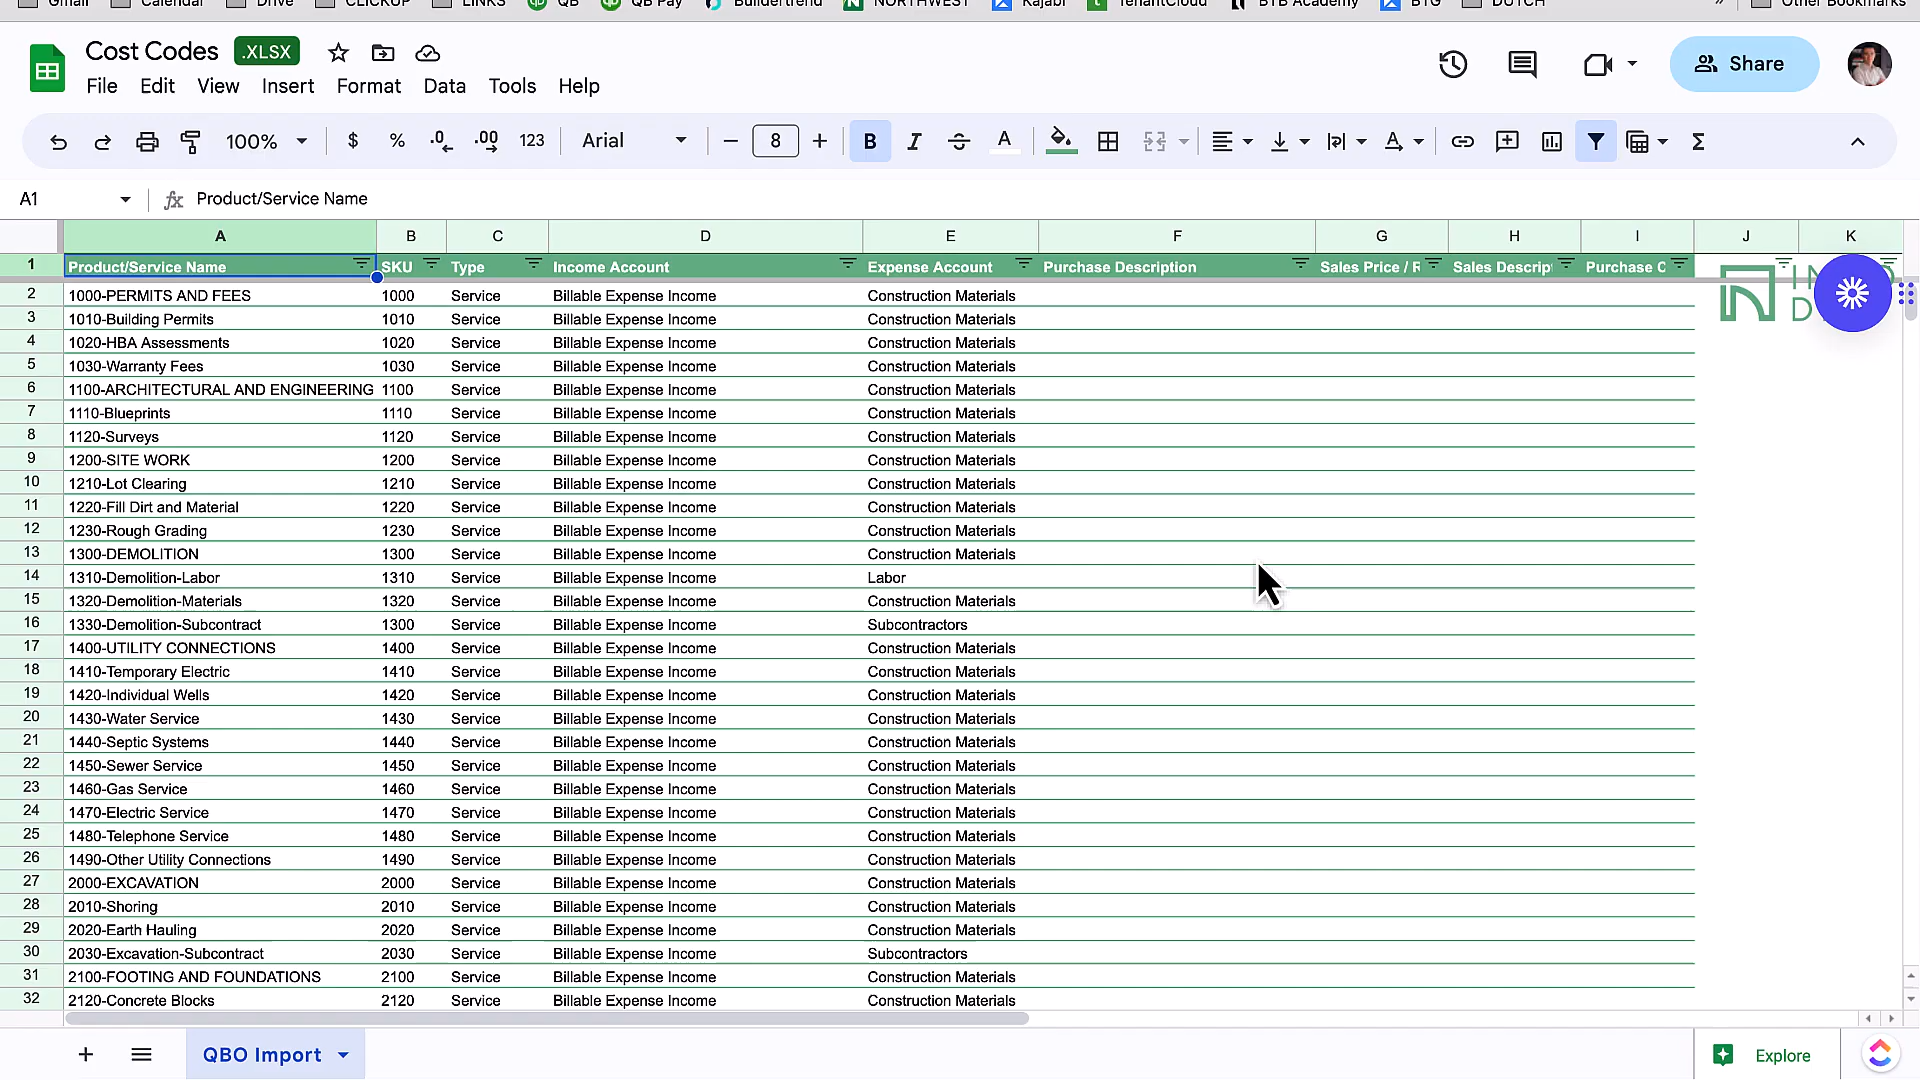 Gmail Calendar Drive CLICKUP LINKS QB QB Pay Buildertrend NORTHWEST Kajabi TenantCloud BTB Academy BTG DUTCH » Other Bookmarks
Cost Codes .XLSX
Share
File Edit View Insert Format Data Tools Help
100% $ % .0 .00 123 Arial − 8 + B I S A Σ
A1 fx Product/Service Name
A B C D E F G H I J K
1 Product/Service Name SKU Type Income Account Expense Account Purchase Description Sales Price / R Sales Descrip Purchase C
2 1000-PERMITS AND FEES 1000 Service Billable Expense Income Construction Materials
3 1010-Building Permits 1010 Service Billable Expense Income Construction Materials
4 1020-HBA Assessments 1020 Service Billable Expense Income Construction Materials
5 1030-Warranty Fees 1030 Service Billable Expense Income Construction Materials
6 1100-ARCHITECTURAL AND ENGINEERING 1100 Service Billable Expense Income Construction Materials
7 1110-Blueprints 1110 Service Billable Expense Income Construction Materials
8 1120-Surveys 1120 Service Billable Expense Income Construction Materials
9 1200-SITE WORK 1200 Service Billable Expense Income Construction Materials
10 1210-Lot Clearing 1210 Service Billable Expense Income Construction Materials
11 1220-Fill Dirt and Material 1220 Service Billable Expense Income Construction Materials
12 1230-Rough Grading 1230 Service Billable Expense Income Construction Materials
13 1300-DEMOLITION 1300 Service Billable Expense Income Construction Materials
14 1310-Demolition-Labor 1310 Service Billable Expense Income Labor
15 1320-Demolition-Materials 1320 Service Billable Expense Income Construction Materials
16 1330-Demolition-Subcontract 1300 Service Billable Expense Income Subcontractors
17 1400-UTILITY CONNECTIONS 1400 Service Billable Expense Income Construction Materials
18 1410-Temporary Electric 1410 Service Billable Expense Income Construction Materials
19 1420-Individual Wells 1420 Service Billable Expense Income Construction Materials
20 1430-Water Service 1430 Service Billable Expense Income Construction Materials
21 1440-Septic Systems 1440 Service Billable Expense Income Construction Materials
22 1450-Sewer Service 1450 Service Billable Expense Income Construction Materials
23 1460-Gas Service 1460 Service Billable Expense Income Construction Materials
24 1470-Electric Service 1470 Service Billable Expense Income Construction Materials
25 1480-Telephone Service 1480 Service Billable Expense Income Construction Materials
26 1490-Other Utility Connections 1490 Service Billable Expense Income Construction Materials
27 2000-EXCAVATION 2000 Service Billable Expense Income Construction Materials
28 2010-Shoring 2010 Service Billable Expense Income Construction Materials
29 2020-Earth Hauling 2020 Service Billable Expense Income Construction Materials
30 2030-Excavation-Subcontract 2030 Service Billable Expense Income Subcontractors
31 2100-FOOTING AND FOUNDATIONS 2100 Service Billable Expense Income Construction Materials
32 2120-Concrete Blocks 2120 Service Billable Expense Income Construction Materials
+ QBO Import Explore